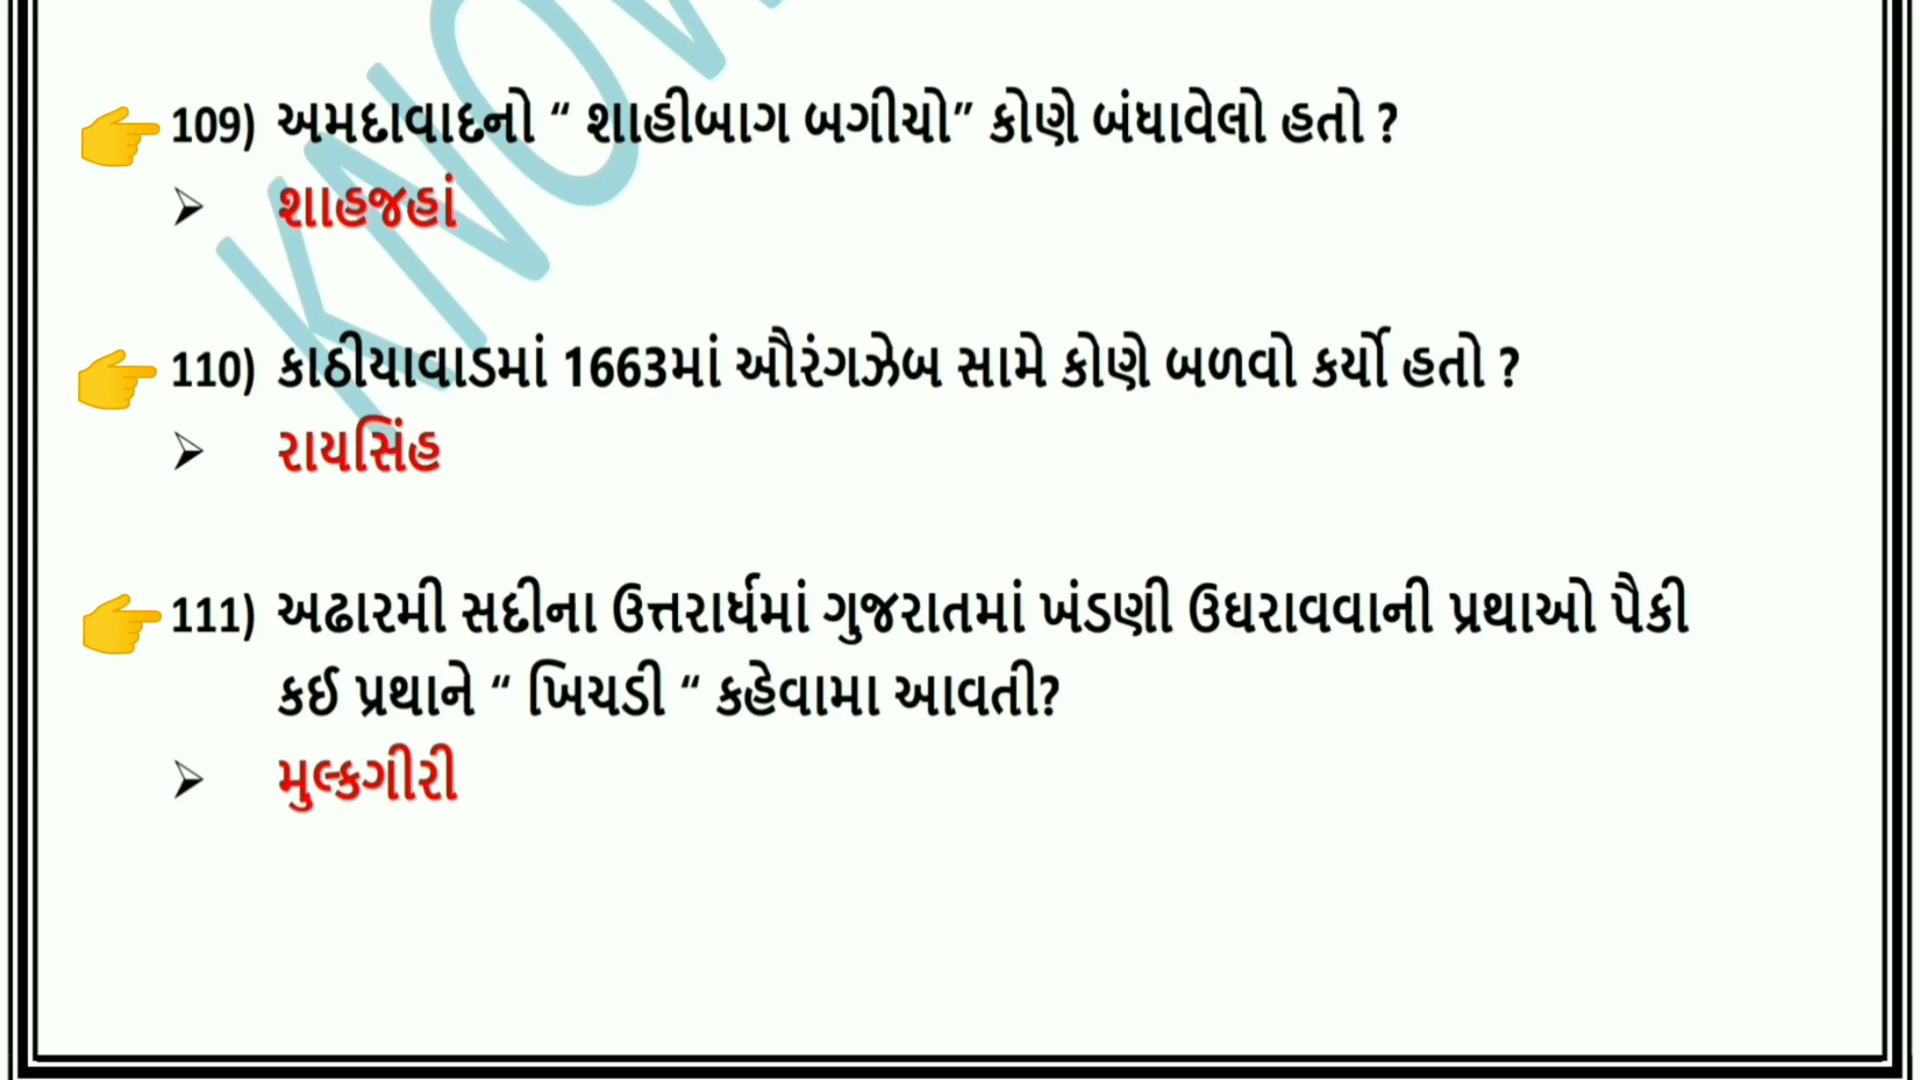 109) અમદાવાદનો “ શાહીબાગ બગીચો” કોણે બંધાવેલો હતો ?
➢ શાહજહાં
110) કાઠીયાવાડમાં 1663માં ઔરંગઝેબ સામે કોણે બળવો કર્યો હતો ?
➢ રાયસિંહ
111) અઢારમી સદીના ઉત્તરાર્ધમાં ગુજરાતમાં ખંડણી ઉઘરાવવાની પ્રથાઓ પૈકી
કઈ પ્રથાને “ ખિચડી “ કહેવામા આવતી?
➢ મુલ્કગીરી